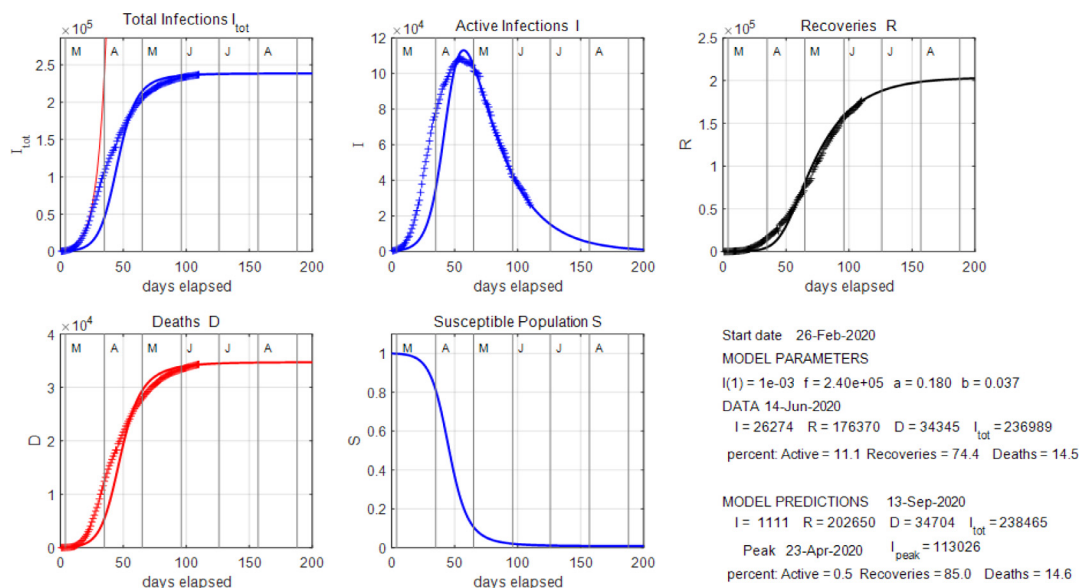 Total Infections I_tot
×10^5
M A M J J A
2.5
2
1.5
1
0.5
0
I_tot
0 50 100 150 200
days elapsed
Active Infections I
×10^4
M A M J J A
12
10
8
6
4
2
0
I
0 50 100 150 200
days elapsed
Recoveries R
×10^5
M A M J J A
2.5
2
1.5
1
0.5
0
R
0 50 100 150 200
days elapsed
Deaths D
×10^4
M A M J J A
4
3
2
1
0
D
0 50 100 150 200
days elapsed
Susceptible Population S
M A M J J A
1
0.8
0.6
0.4
0.2
0
S
0 50 100 150 200
days elapsed
Start date 26-Feb-2020
MODEL PARAMETERS
I(1) = 1e-03 f = 2.40e+05 a = 0.180 b = 0.037
DATA 14-Jun-2020
I = 26274 R = 176370 D = 34345 I_tot = 236989
percent: Active = 11.1 Recoveries = 74.4 Deaths = 14.5
MODEL PREDICTIONS 13-Sep-2020
I = 1111 R = 202650 D = 34704 I_tot = 238465
Peak 23-Apr-2020 I_peak = 113026
percent: Active = 0.5 Recoveries = 85.0 Deaths = 14.6